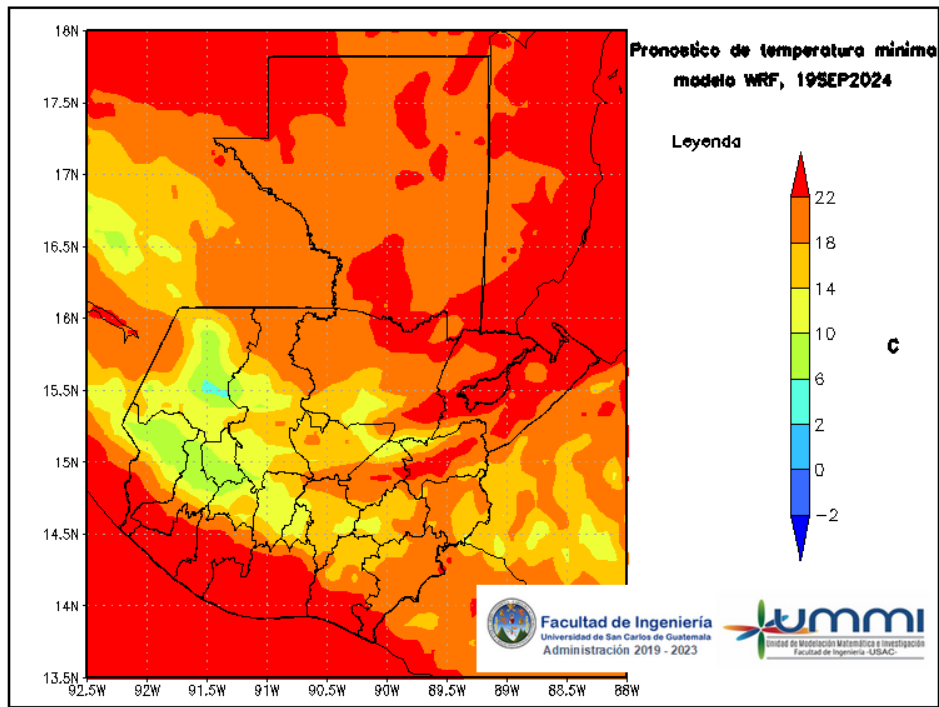 Pronostico de temperatura minima
modelo WRF, 19SEP2024
Leyenda
22
18
14
10
6
2
0
−2
C
18N
17.5N
17N
16.5N
16N
15.5N
15N
14.5N
14N
13.5N
92.5W
92W
91.5W
91W
90.5W
90W
89.5W
89W
88.5W
88W
Facultad de Ingeniería
Universidad de San Carlos de Guatemala
Administración 2019 - 2023
UMMI
Unidad de Modelación Matemática e Investigación
Facultad de Ingeniería -USAC-